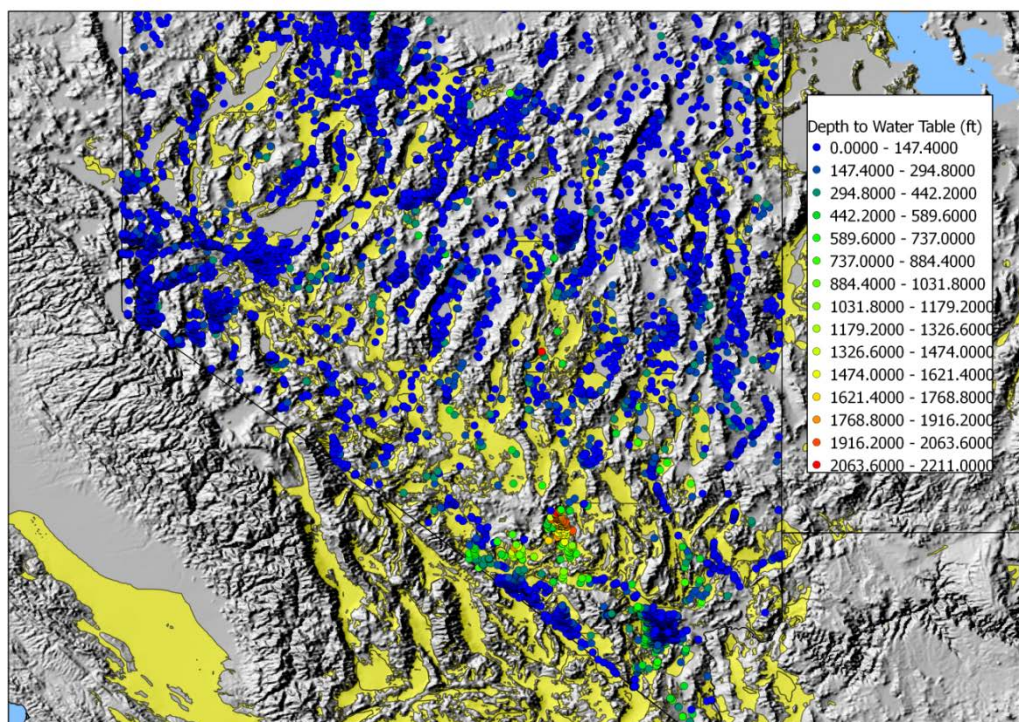 Depth to Water Table (ft)
0.0000 - 147.4000
147.4000 - 294.8000
294.8000 - 442.2000
442.2000 - 589.6000
589.6000 - 737.0000
737.0000 - 884.4000
884.4000 - 1031.8000
1031.8000 - 1179.2000
1179.2000 - 1326.6000
1326.6000 - 1474.0000
1474.0000 - 1621.4000
1621.4000 - 1768.8000
1768.8000 - 1916.2000
1916.2000 - 2063.6000
2063.6000 - 2211.0000